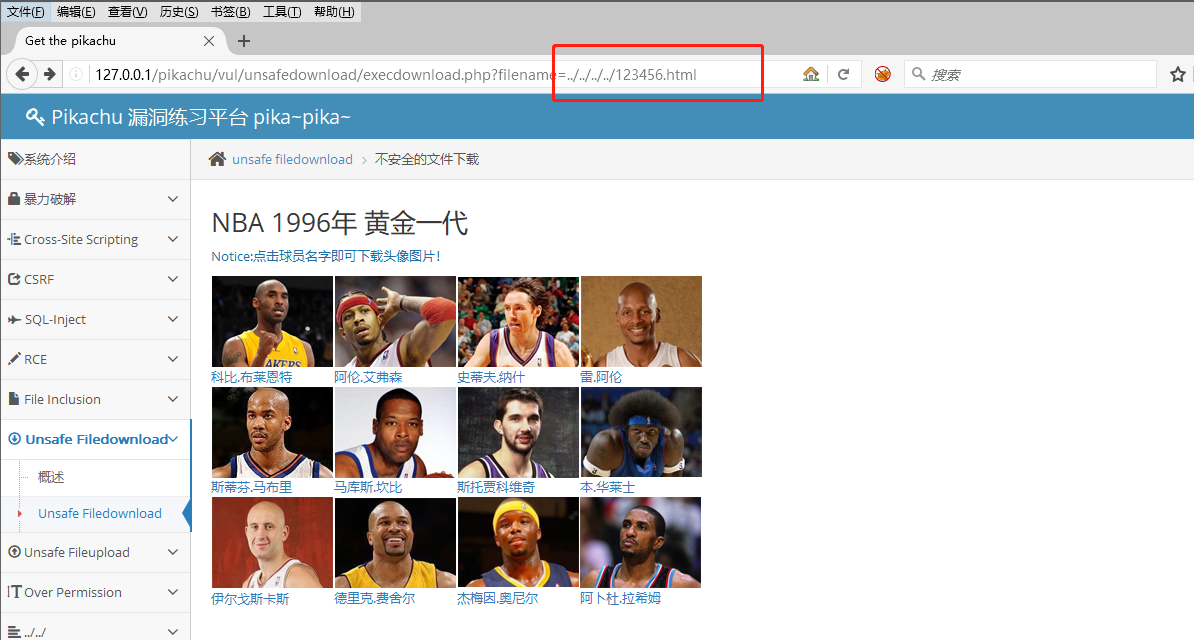 文件(F) 编辑(E) 查看(V) 历史(S) 书签(B) 工具(T) 帮助(H)
Get the pikachu
127.0.0.1/pikachu/vul/unsafedownload/execdownload.php?filename=../../../../123456.html
搜索
Pikachu 漏洞练习平台 pika~pika~
系统介绍
暴力破解
Cross-Site Scripting
CSRF
SQL-Inject
RCE
File Inclusion
Unsafe Filedownload
概述
Unsafe Filedownload
Unsafe Fileupload
Over Permission
../../
unsafe filedownload
不安全的文件下载
NBA 1996年 黄金一代
Notice:点击球员名字即可下载头像图片!
LAKERS
科比.布莱恩特 阿伦.艾弗森 史蒂夫.纳什 雷.阿伦
斯蒂芬.马布里 马库斯.坎比 斯托贾科维奇 本.华莱士
伊尔戈斯卡斯 德里克.费舍尔 杰梅因.奥尼尔 阿卜杜.拉希姆